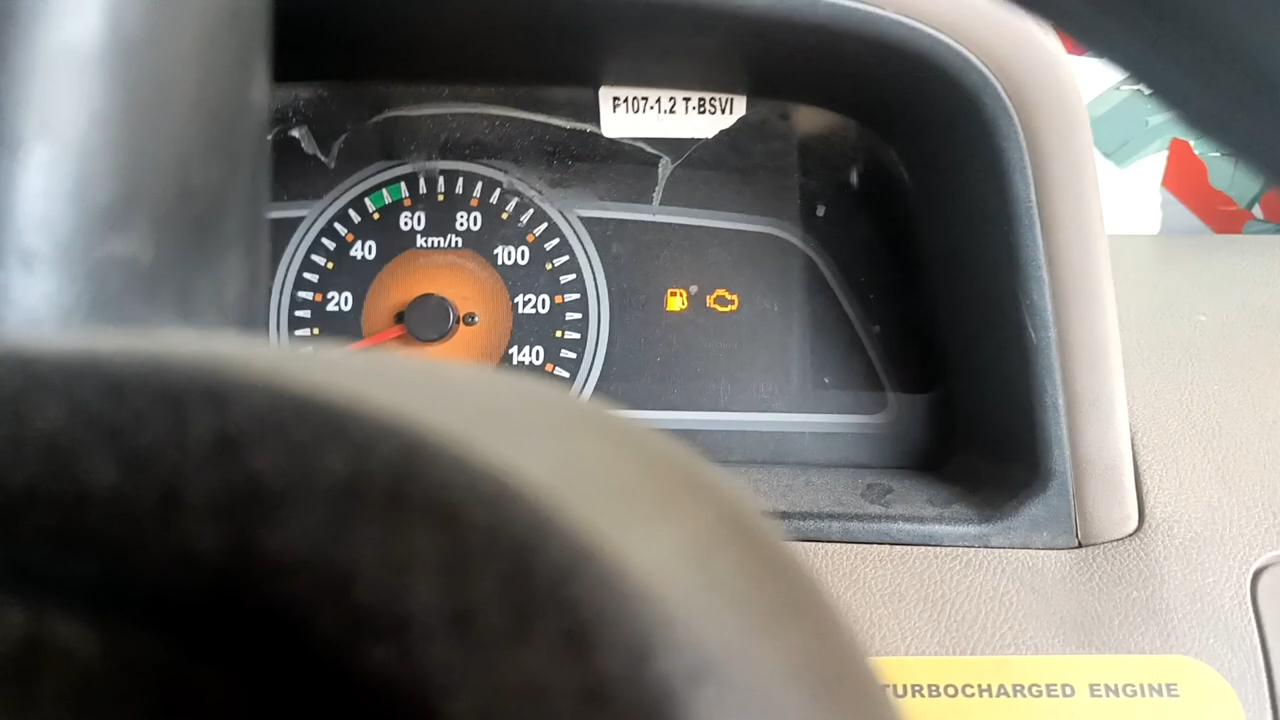 F107-1.2 T-BSVI
60 80
km/h
40 100
20 120
140
TURBOCHARGED ENGINE